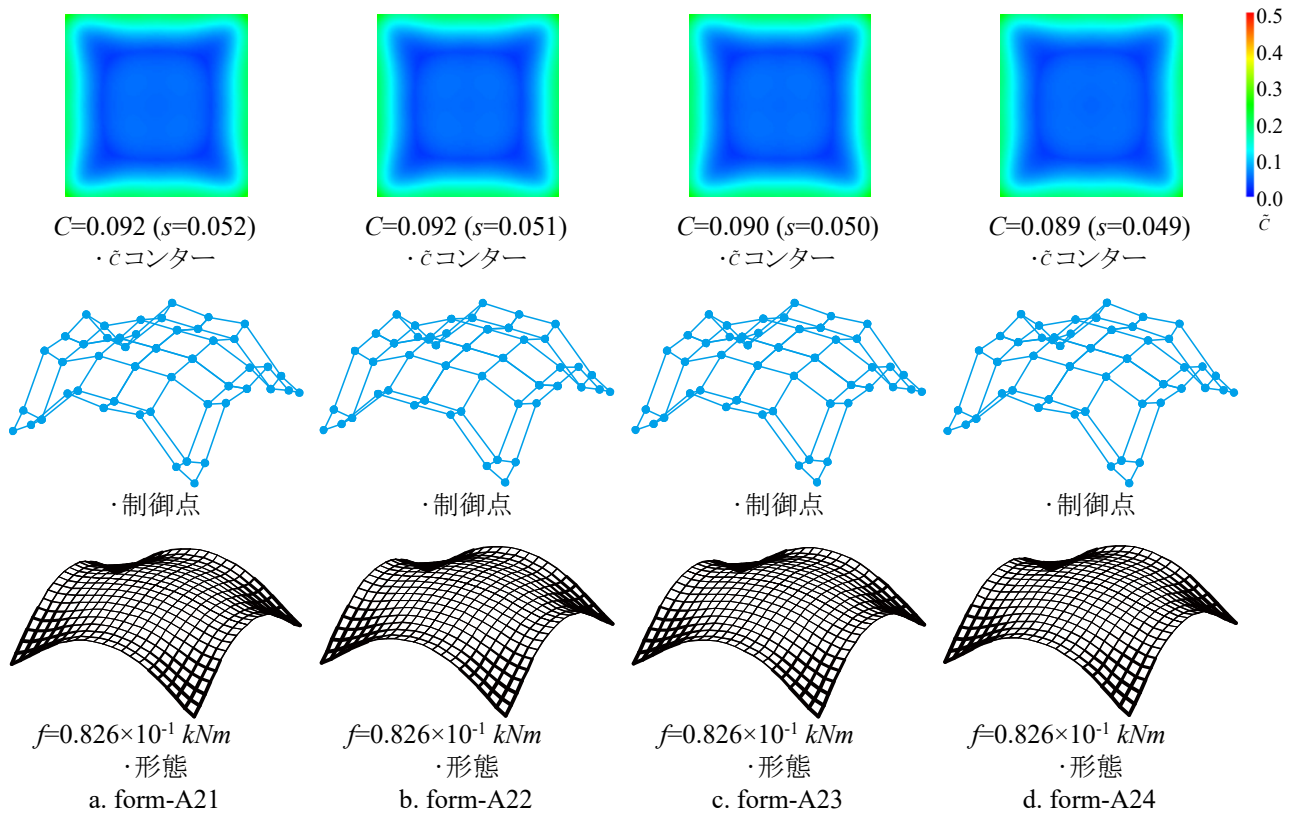 0.5
0.4
0.3
0.2
0.1
0.0
c̃
C=0.092 (s=0.052)
・c̃コンター
C=0.092 (s=0.051)
・c̃コンター
C=0.090 (s=0.050)
・c̃コンター
C=0.089 (s=0.049)
・c̃コンター
・制御点
・制御点
・制御点
・制御点
f=0.826×10⁻¹ kNm
・形態
a. form-A21
f=0.826×10⁻¹ kNm
・形態
b. form-A22
f=0.826×10⁻¹ kNm
・形態
c. form-A23
f=0.826×10⁻¹ kNm
・形態
d. form-A24